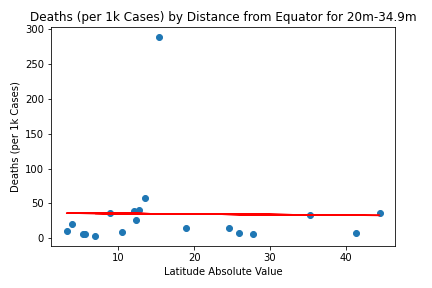 Deaths (per 1k Cases) by Distance from Equator for 20m-34.9m
300
250
200
150
100
50
0
Deaths (per 1k Cases)
10 20 30 40
Latitude Absolute Value